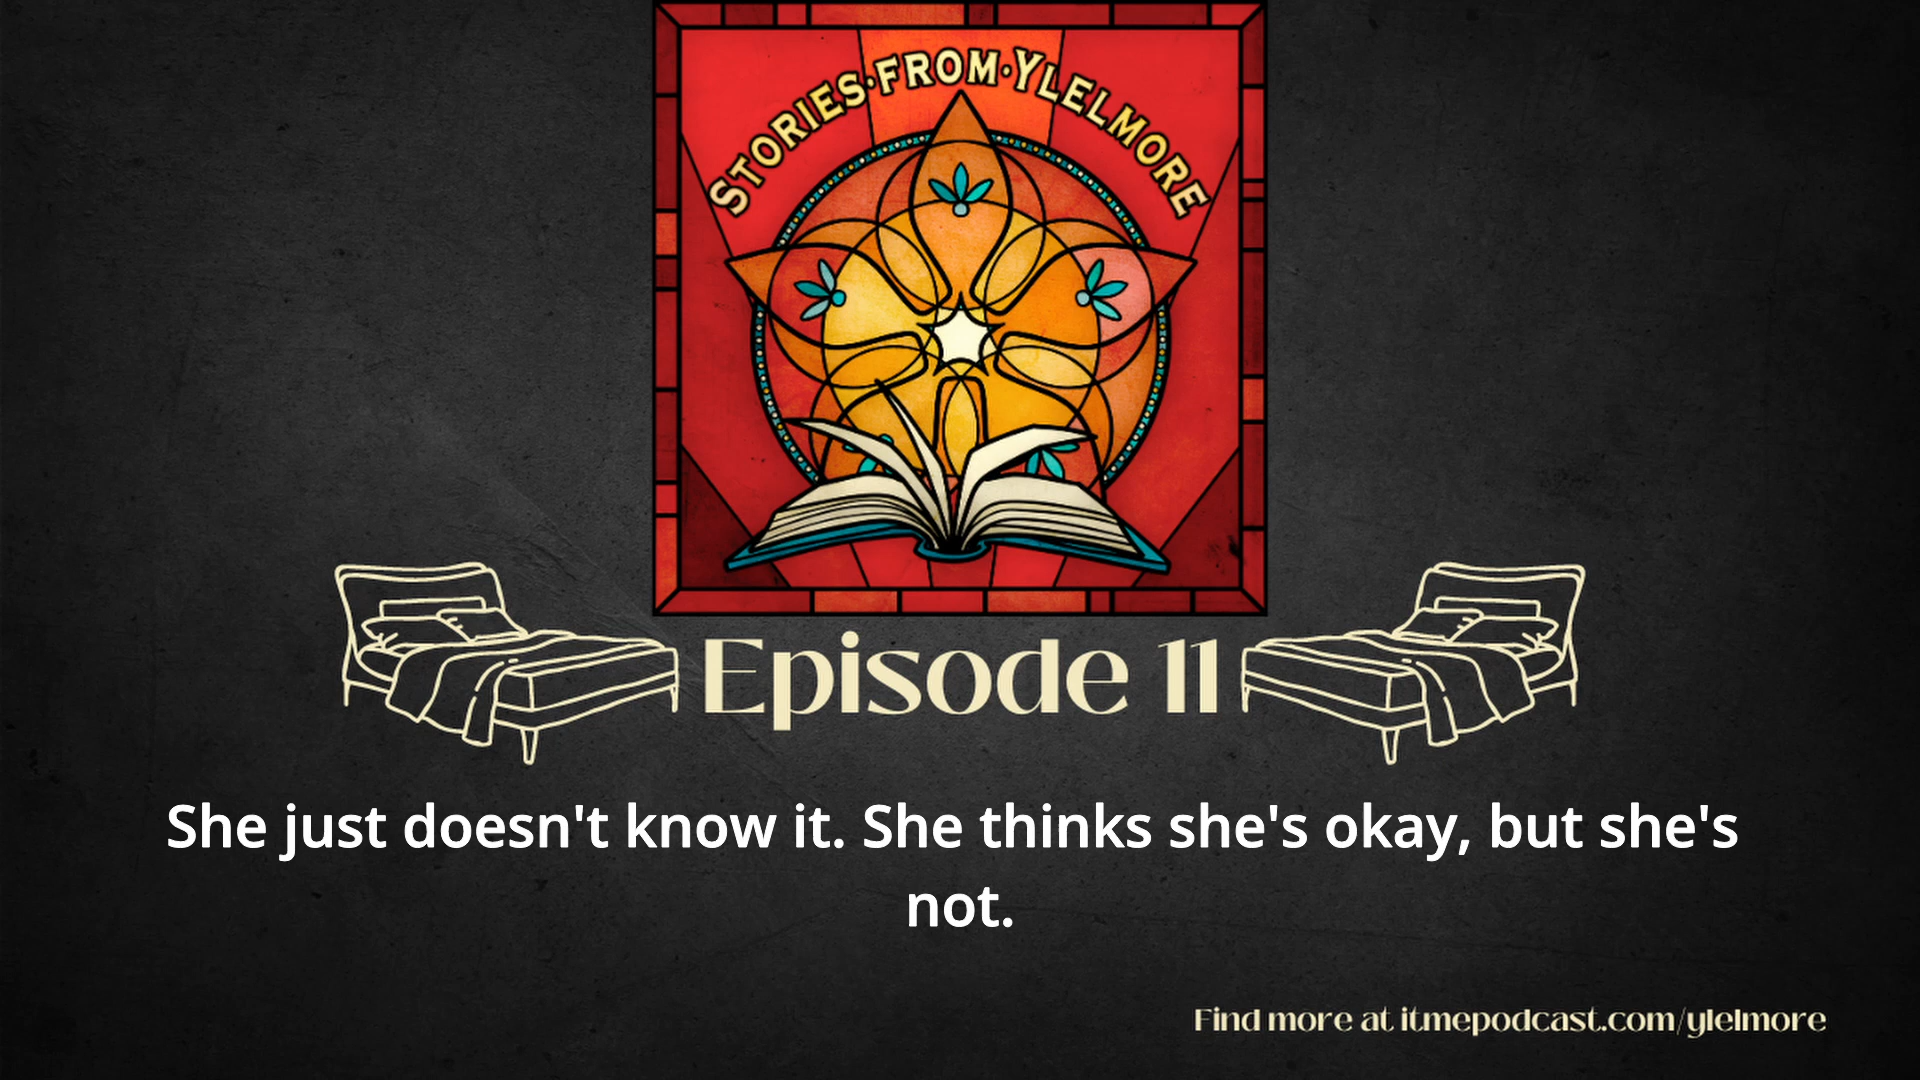 STORIES·FROM·YLELMORE
Episode 11
She just doesn't know it. She thinks she's okay, but she's
not.
Find more at itmepodcast.com/ylelmore